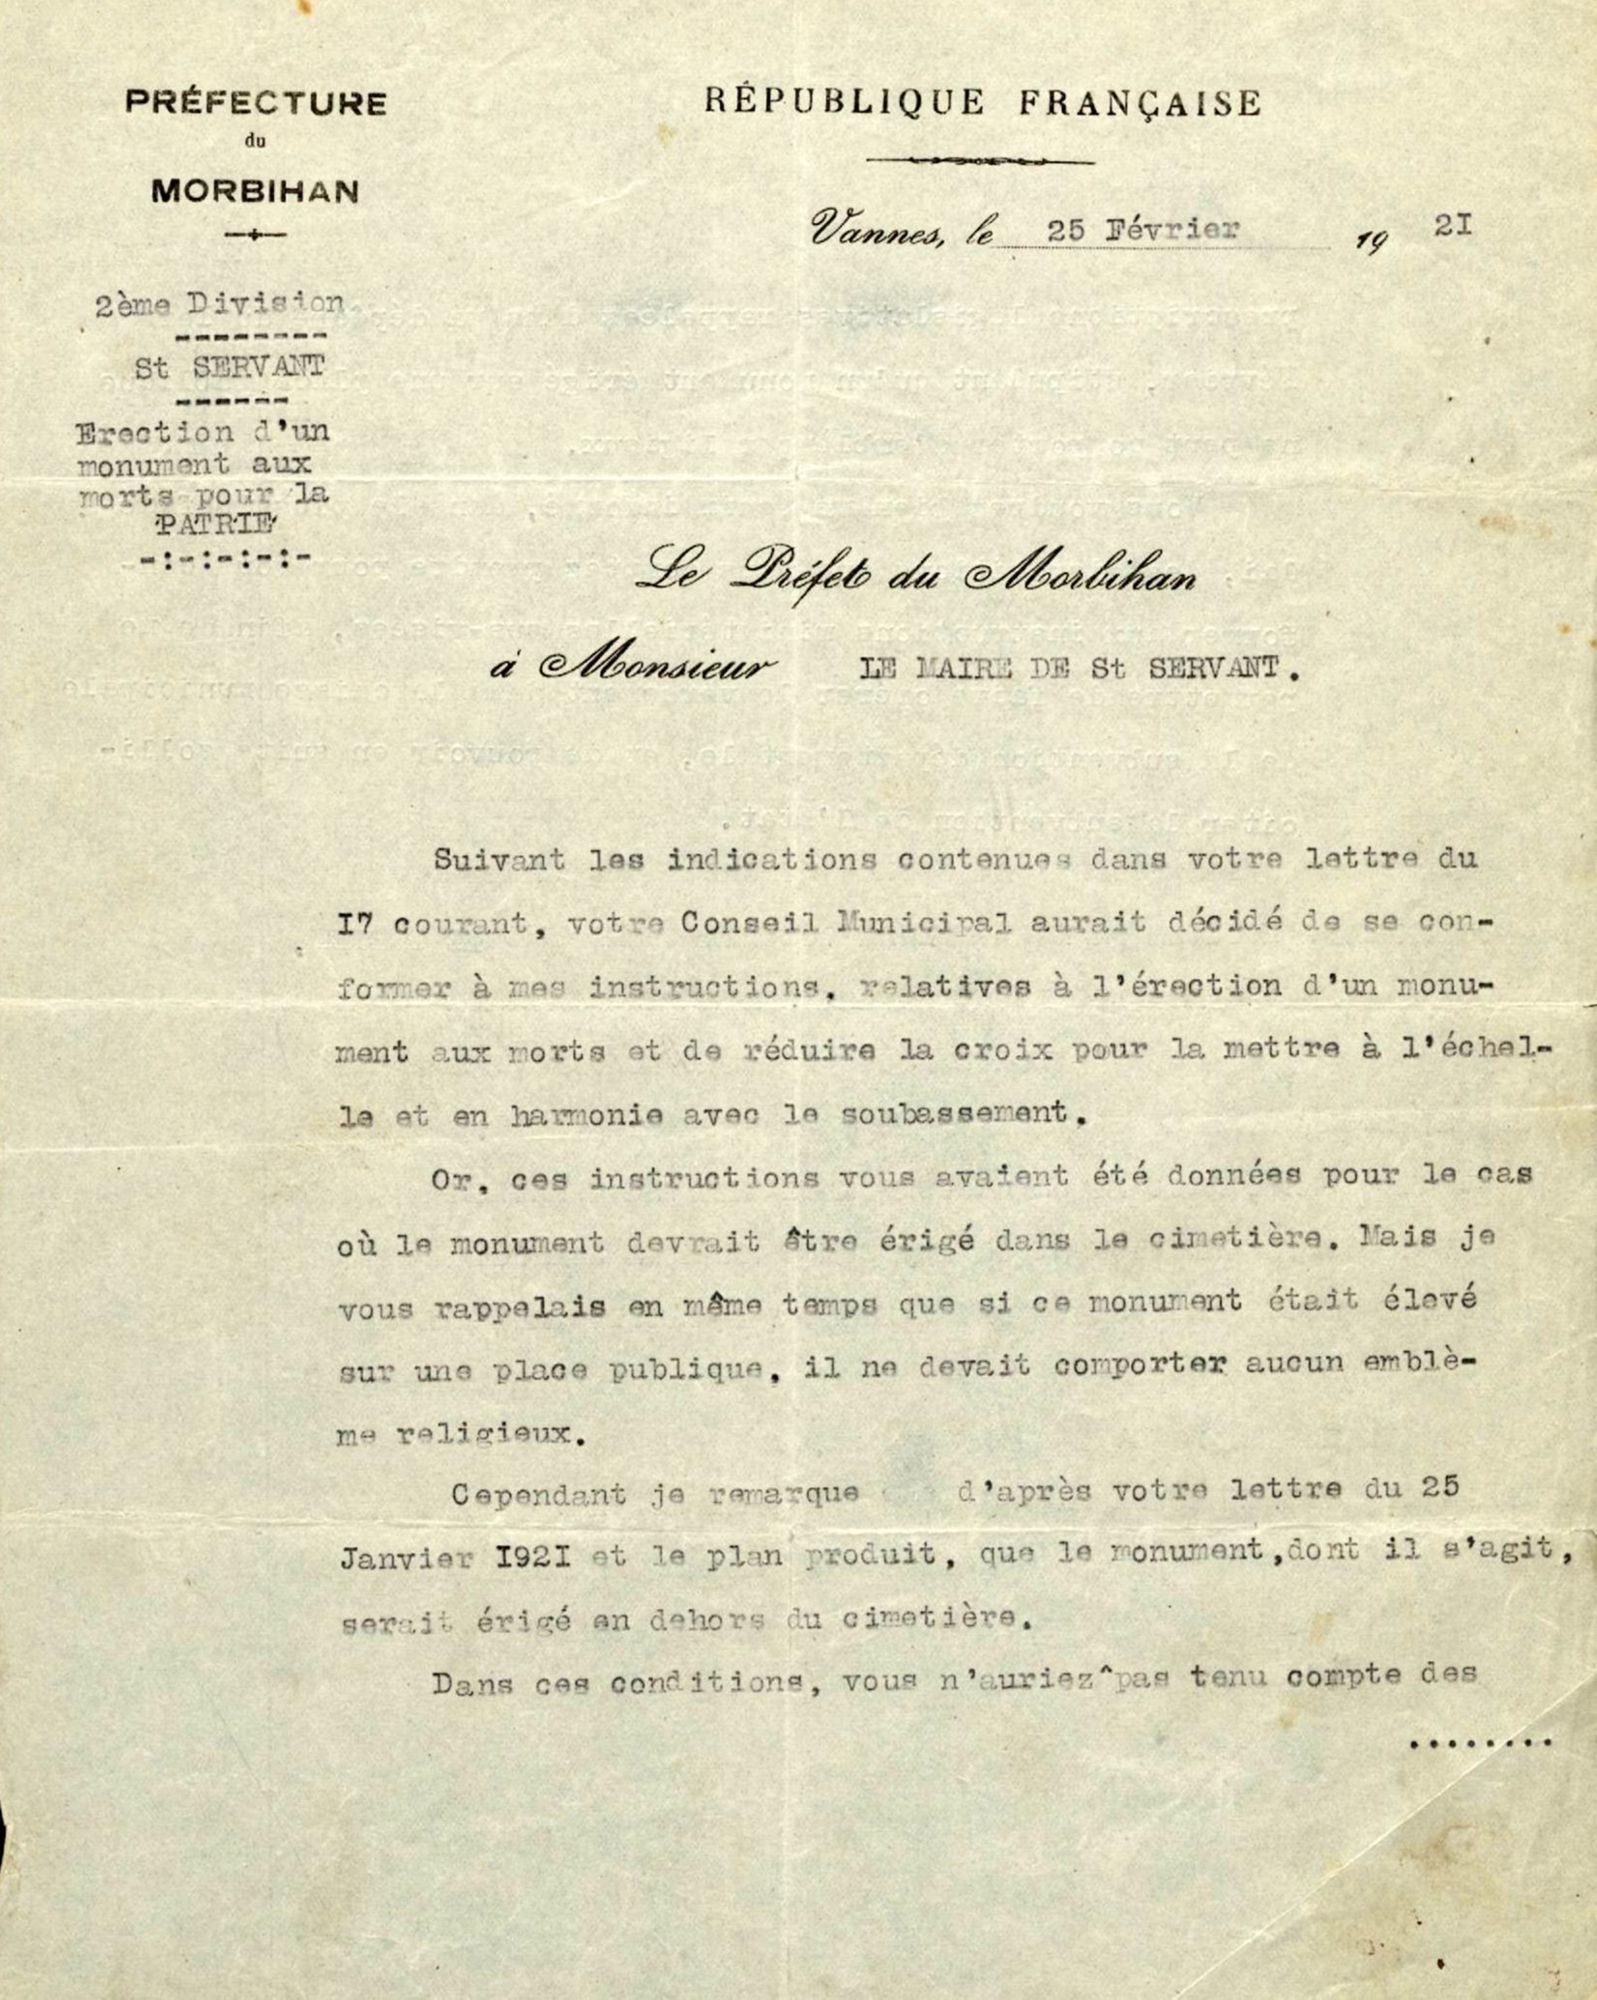 PRÉFECTURE
du
MORBIHAN
RÉPUBLIQUE FRANÇAISE
Vannes, le 25 Février 19 2I
2ème Division
--------
St SERVANT
------
Erection d'un
monument aux
morts pour la
PATRIE
-:-:-:-:-
Le Préfet du Morbihan
à Monsieur LE MAIRE DE St SERVANT.
Suivant les indications contenues dans votre lettre du
I7 courant, votre Conseil Municipal aurait décidé de se con-
former à mes instructions, relatives à l'érection d'un monu-
ment aux morts et de réduire la croix pour la mettre à l'échel-
le et en harmonie avec le soubassement.
Or, ces instructions vous avaient été données pour le cas
où le monument devrait être érigé dans le cimetière. Mais je
vous rappelais en même temps que si ce monument était élevé
sur une place publique, il ne devait comporter aucun emblè-
me religieux.
Cependant je remarque d'après votre lettre du 25
Janvier I92I et le plan produit, que le monument,dont il s'agit,
serait érigé en dehors du cimetière.
Dans ces conditions, vous n'auriez^pas tenu compte des
........